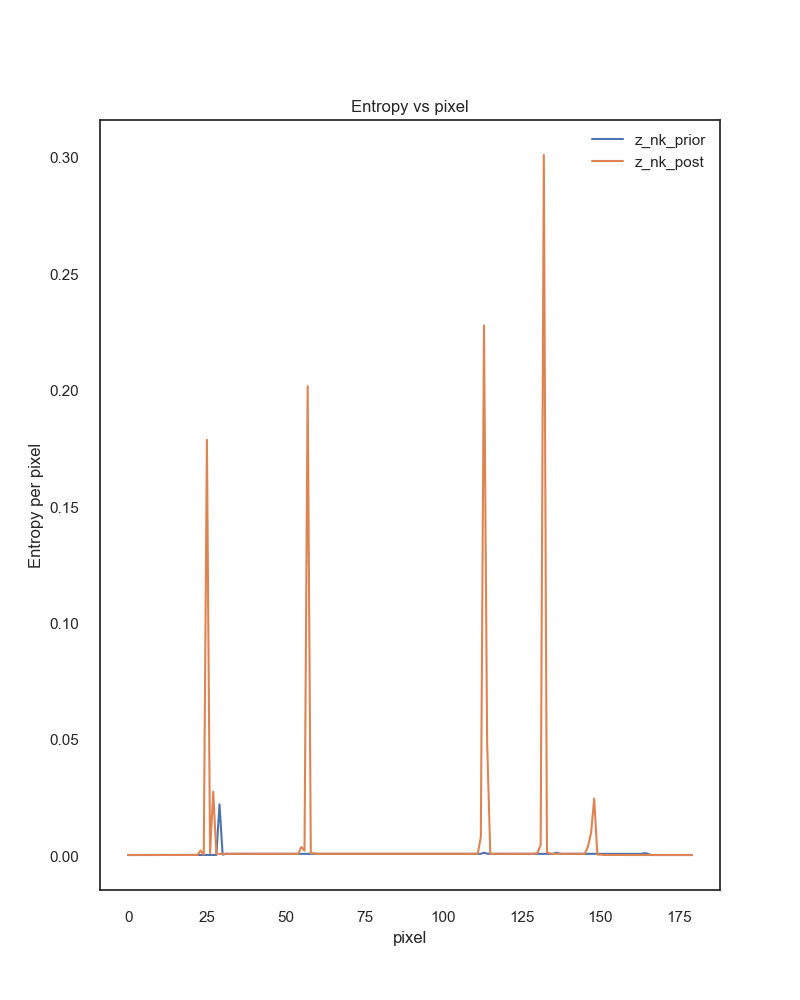 Entropy vs pixel
z_nk_prior
z_nk_post
0.30
0.25
0.20
0.15
0.10
0.05
0.00
Entropy per pixel
0 25 50 75 100 125 150 175
pixel